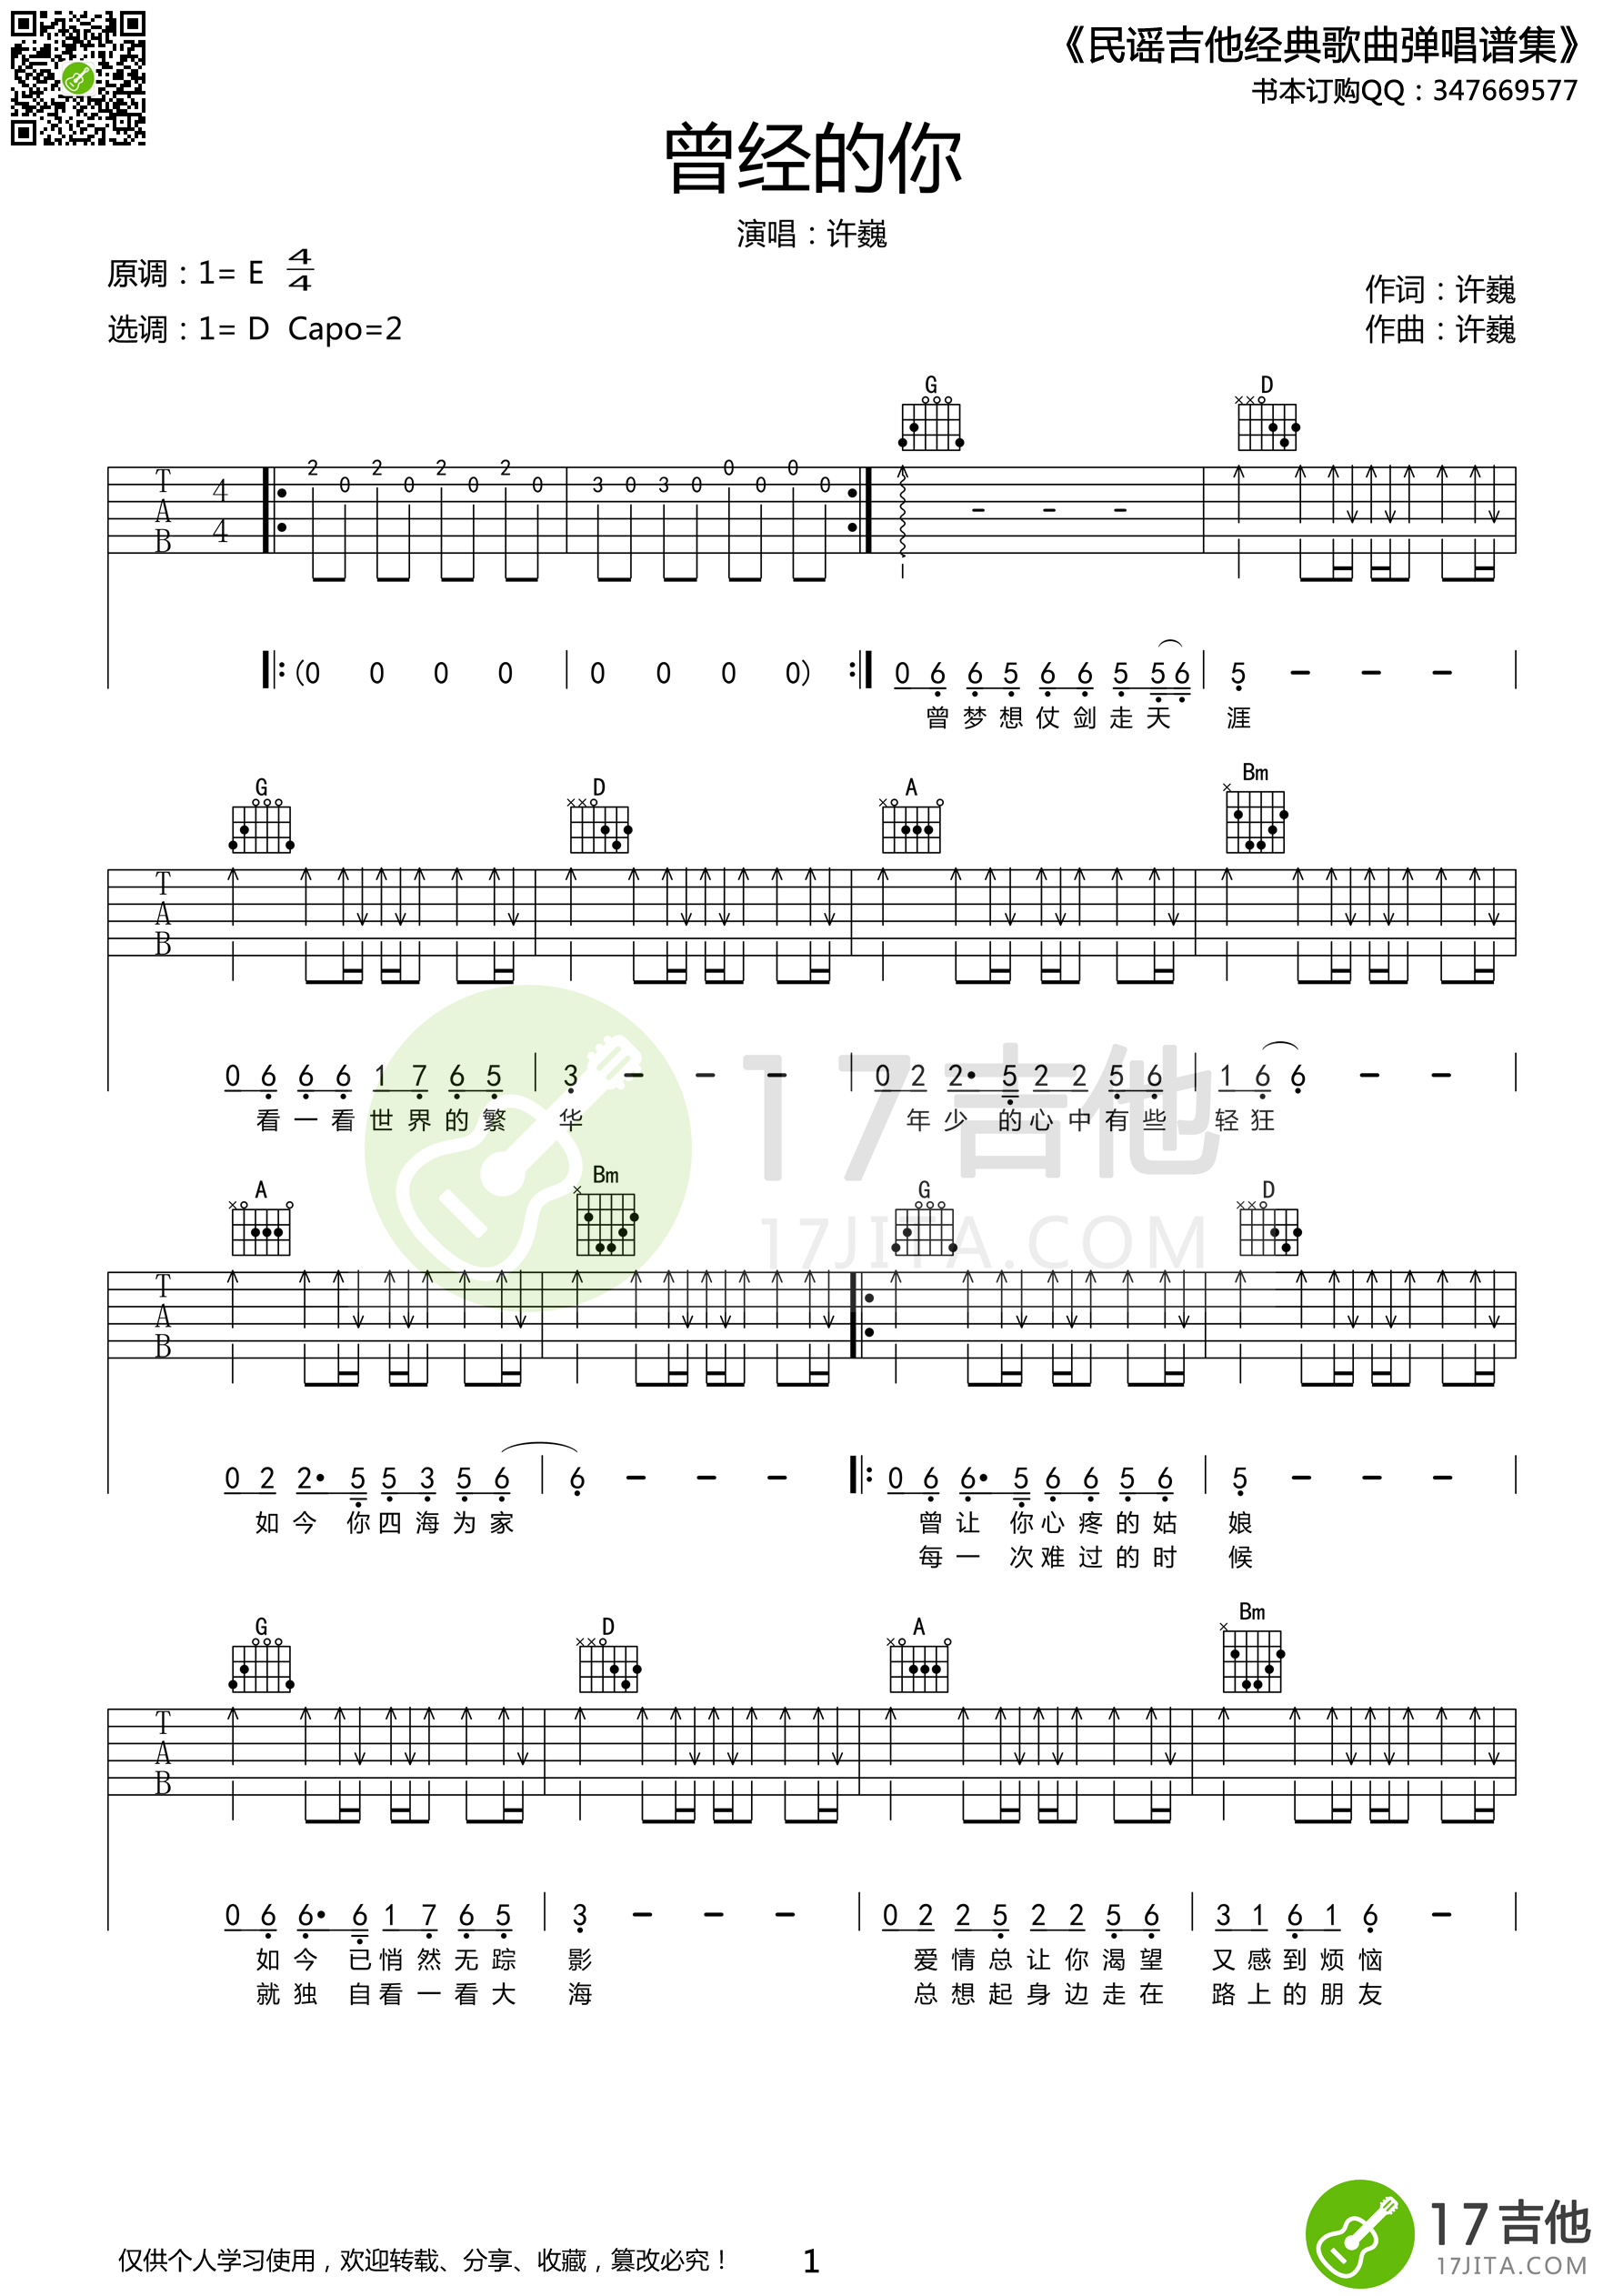 《民谣吉他经典歌曲弹唱谱集》
书本订购QQ：347669577
曾经的你
演唱：许巍
原调：1= E 4/4
选调：1= D Capo=2
作词：许巍
作曲：许巍
G D
T A B 4 4 2 0 2 0 2 0 2 0 3 0 3 0 0 0 0 0 - - -
(0 0 0 0 0 0 0 0) 0 6 6 5 6 6 5 5 6 5 - - -
曾梦想仗剑走天 涯
G D A Bm
T A B
0 6 6 6 1 7 6 5 3 - - - 0 2 2· 5 2 2 5 6 1 6 6 - -
看一看世界的繁 华 年少 的心中有些 轻狂
17吉他
17JITA.COM
A Bm G D
T A B
0 2 2· 5 5 3 5 6 6 - - - 0 6 6· 5 6 6 5 6 5 - - -
如今 你四海为家 曾让 你心疼的姑 娘
每一 次难过的时 候
G D A Bm
T A B
0 6 6· 6 1 7 6 5 3 - - - 0 2 2 5 2 2 5 6 3 1 6 1 6 -
如今 已悄然无踪 影 爱情总让你渴望 又感到烦恼
就独 自看一看大 海 总想起身边走在 路上的朋友
仅供个人学习使用，欢迎转载、分享、收藏，篡改必究！ 1
17吉他
17JITA.COM